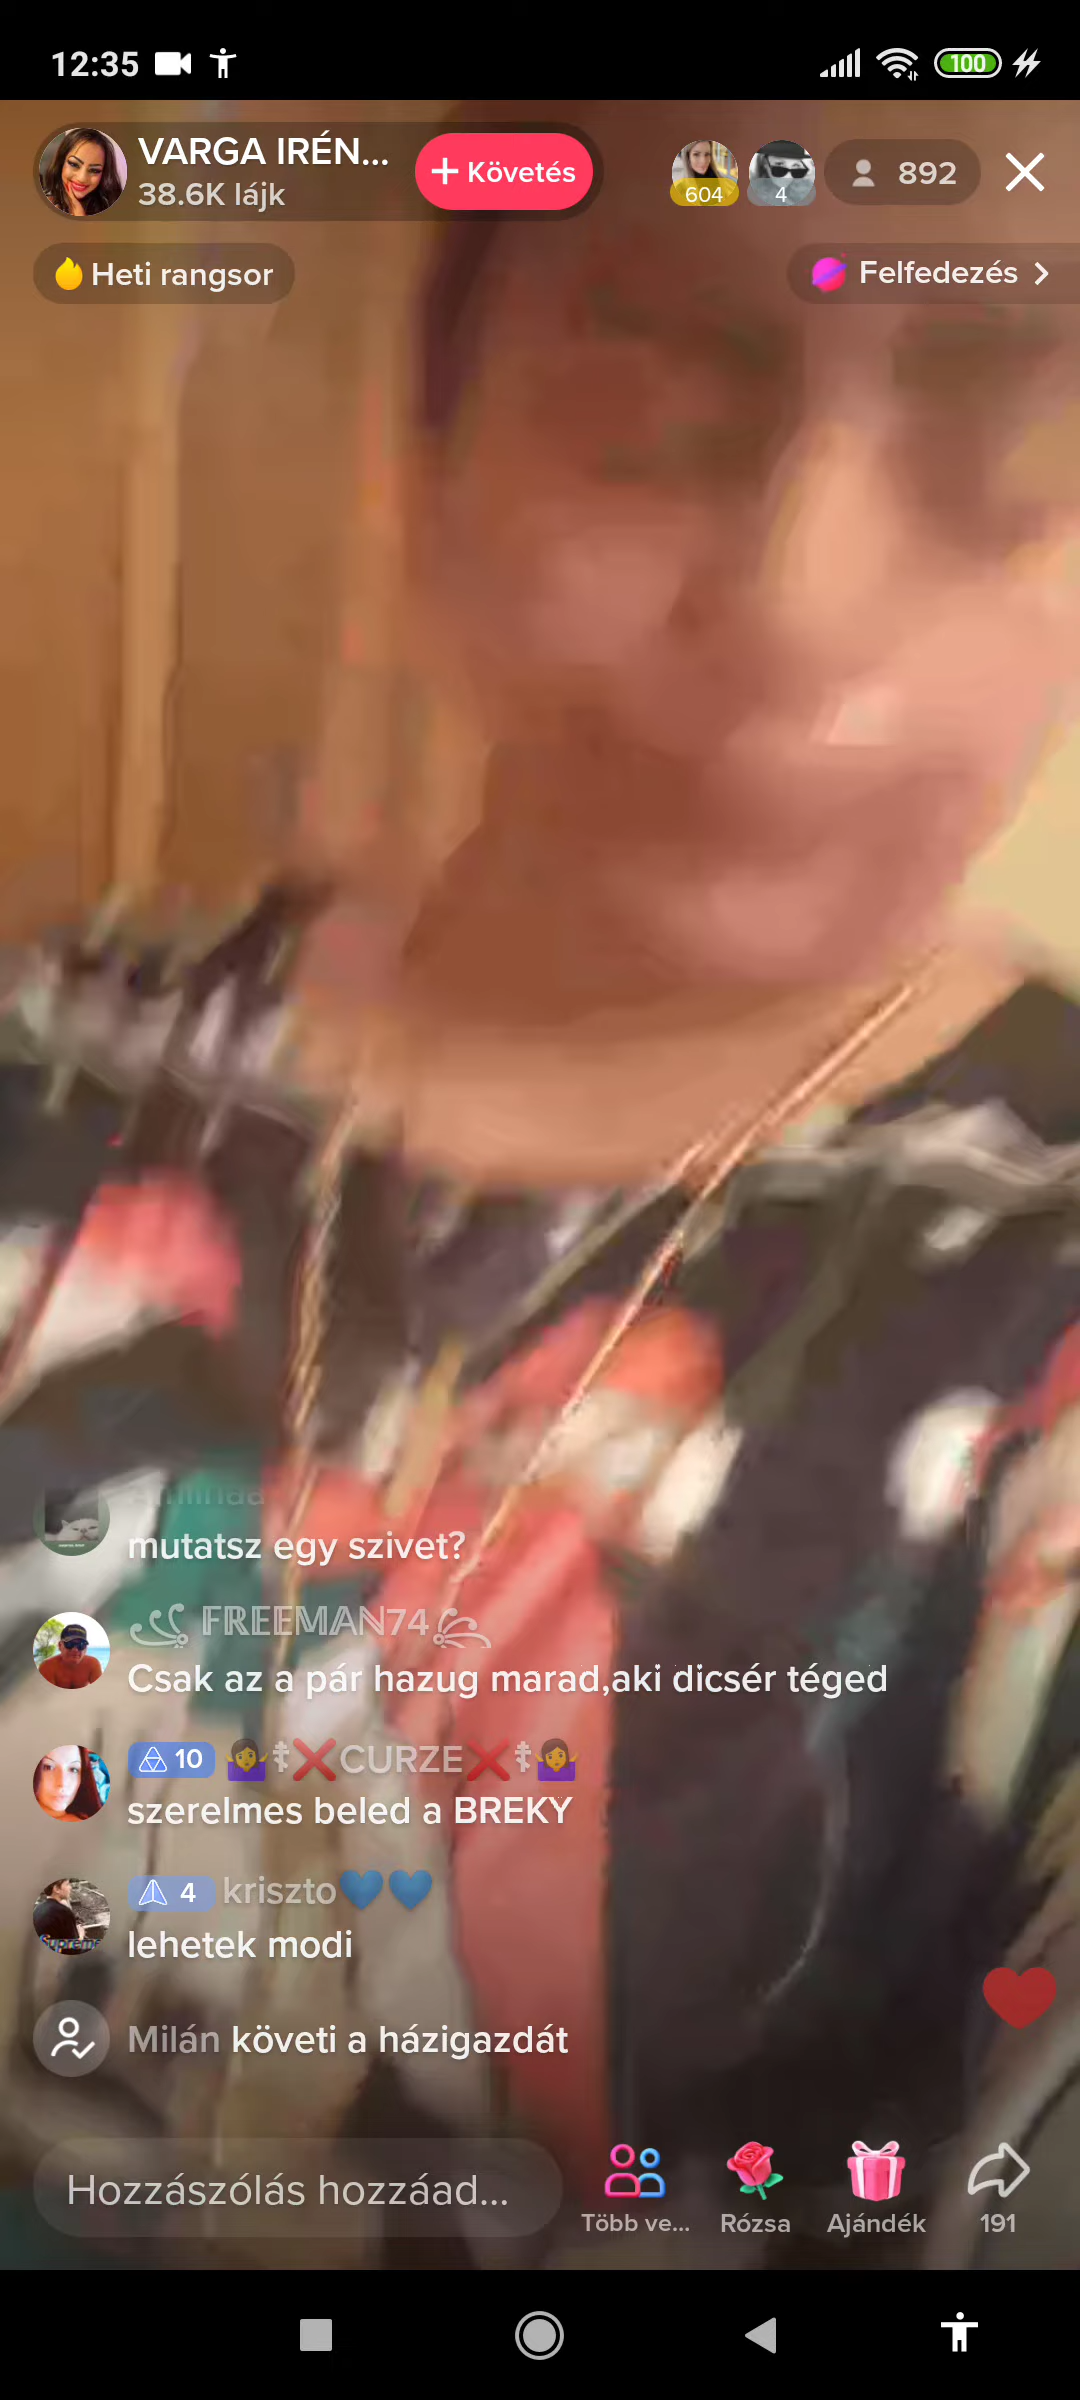 12:35
100
VARGA IRÉN...
38.6K lájk
+ Követés
604
4
892
Heti rangsor
Felfedezés >
mutatsz egy szivet?
𝔽ℝ𝔼𝔼𝕄𝔸ℕ74
Csak az a pár hazug marad,aki dicsér téged
10 🤷‍♀️☦❌CURZE❌☦🤷‍♀️
szerelmes beled a BREKY
4 kriszto💙💙
lehetek modi
Milán követi a házigazdát
Hozzászólás hozzáad...
Több ve...
Rózsa
Ajándék
191